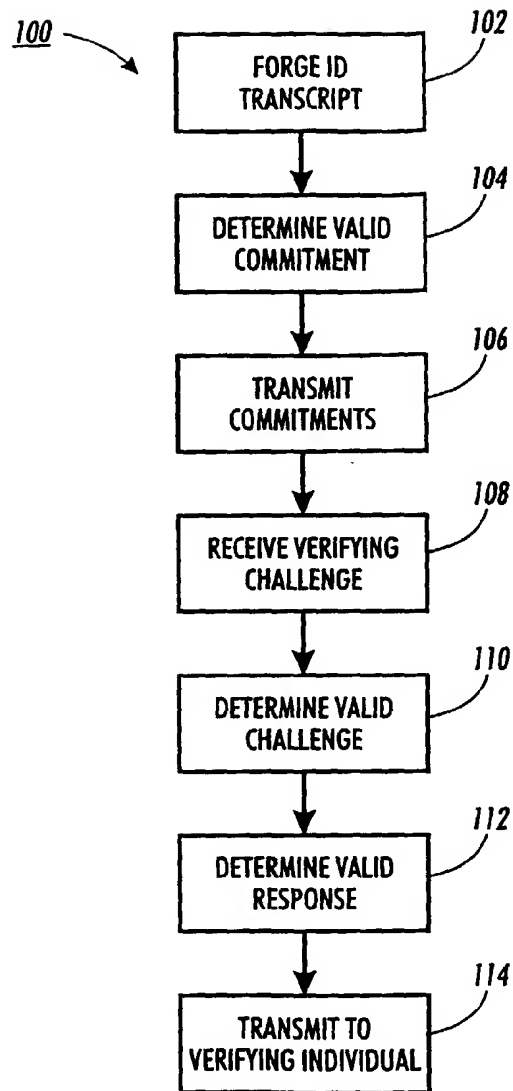 100
102
FORGE ID
TRANSCRIPT
104
DETERMINE VALID
COMMITMENT
106
TRANSMIT
COMMITMENTS
108
RECEIVE VERIFYING
CHALLENGE
110
DETERMINE VALID
CHALLENGE
112
DETERMINE VALID
RESPONSE
114
TRANSMIT TO
VERIFYING INDIVIDUAL